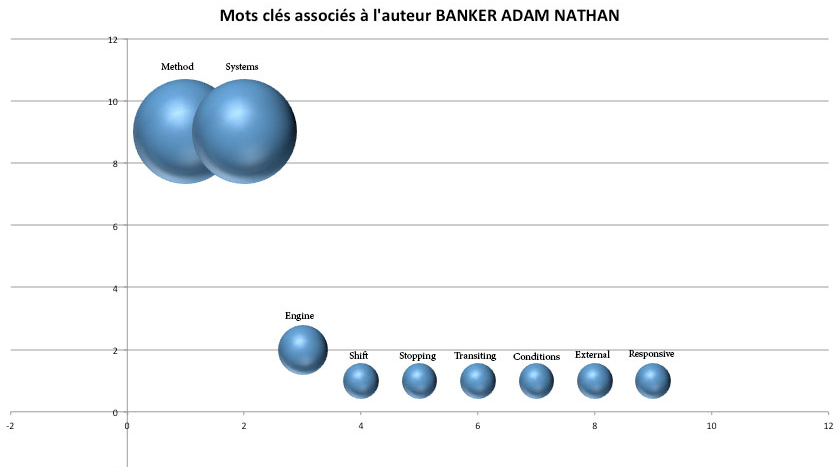 Mots clés associés à l'auteur BANKER ADAM NATHAN
12
Method Systems
10
8
6
4
Engine
2
Shift Stopping Transiting Conditions External Responsive
0
-2 0 2 4 6 8 10 12